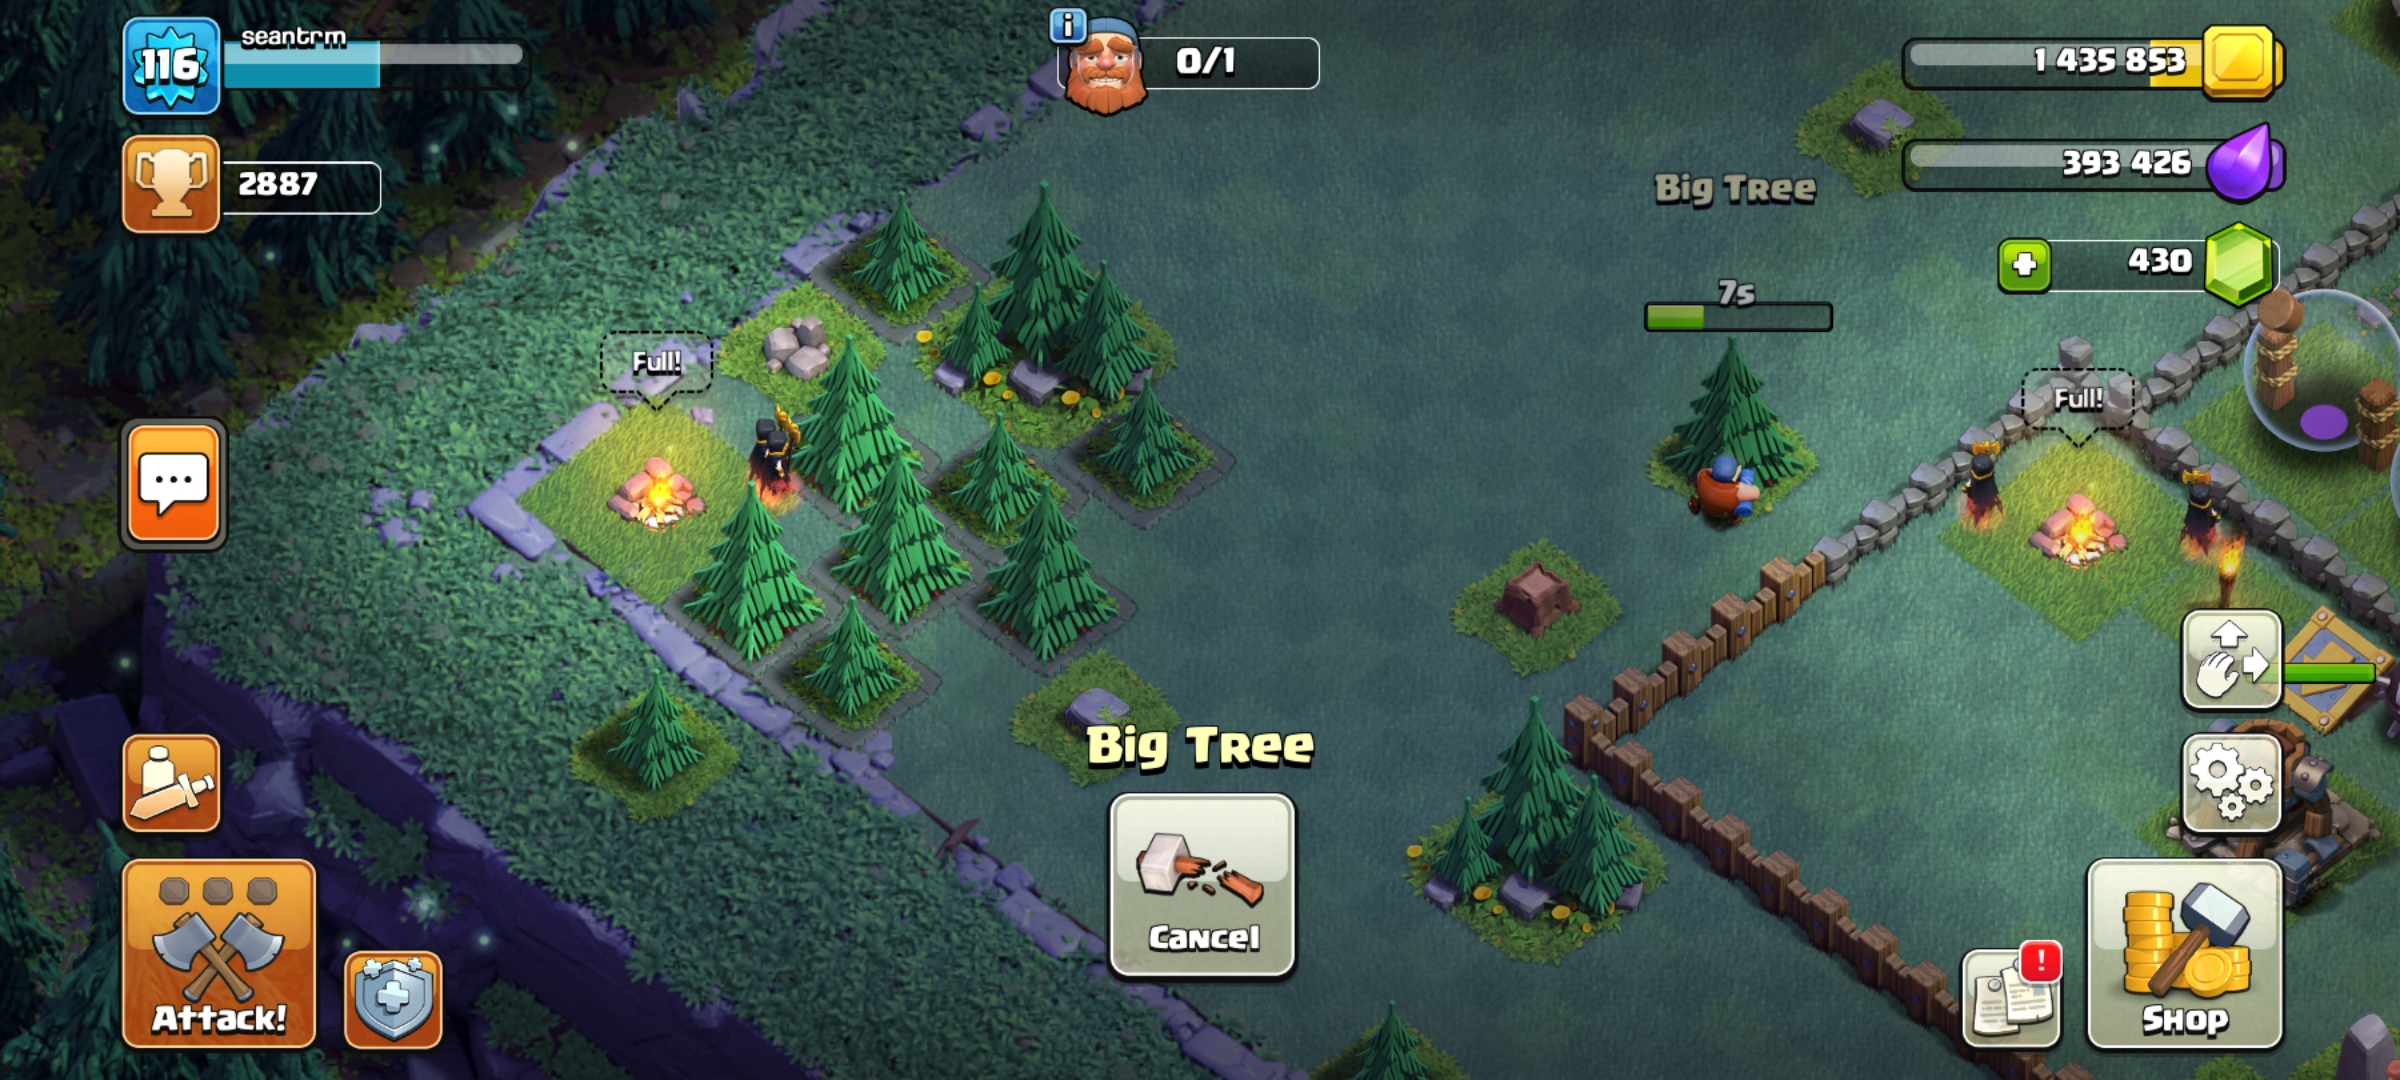 116
seantrm
0/1
1 435 853
2887
393 426
Big Tree
430
7s
Full!
Full!
Big Tree
Cancel
Attack!
Shop